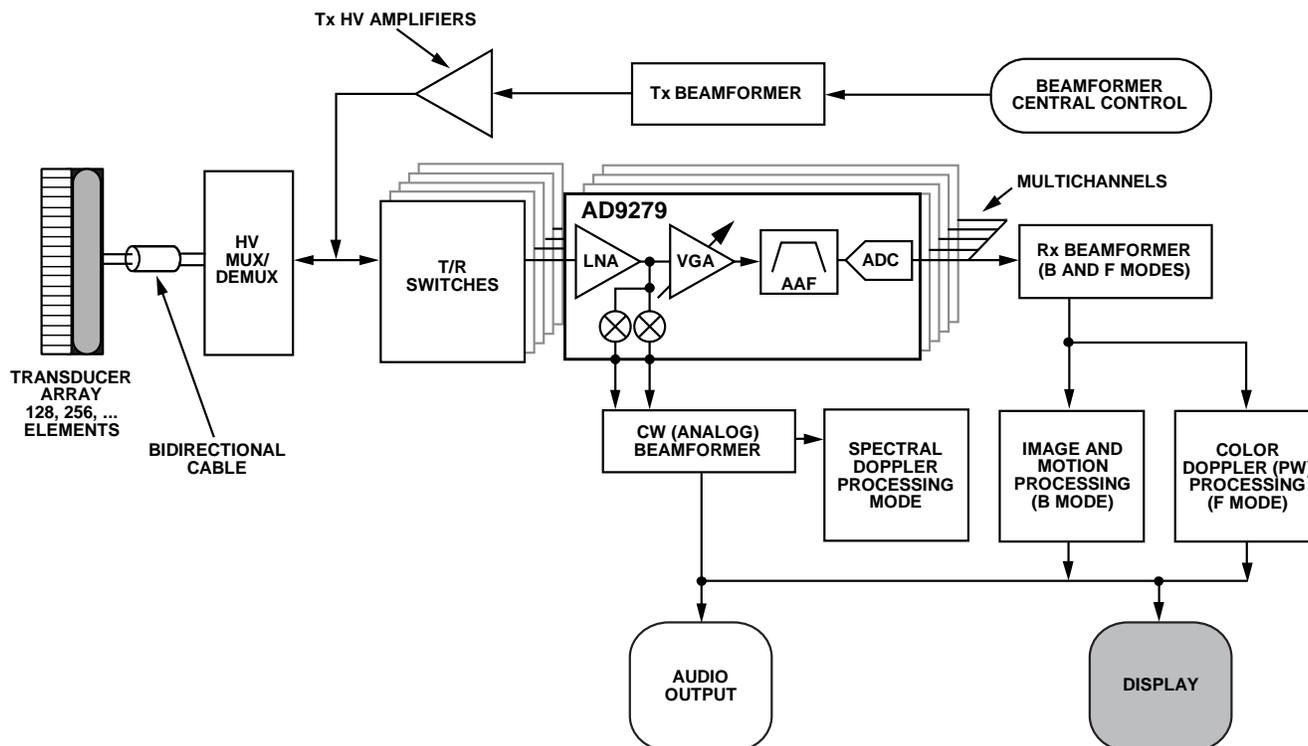 Tx HV AMPLIFIERS
Tx BEAMFORMER
BEAMFORMER
CENTRAL CONTROL
HV
MUX/
DEMUX
T/R
SWITCHES
AD9279
LNA
VGA
AAF
ADC
MULTICHANNELS
Rx BEAMFORMER
(B AND F MODES)
TRANSDUCER
ARRAY
128, 256, ...
ELEMENTS
BIDIRECTIONAL
CABLE
CW (ANALOG)
BEAMFORMER
SPECTRAL
DOPPLER
PROCESSING
MODE
IMAGE AND
MOTION
PROCESSING
(B MODE)
COLOR
DOPPLER (PW)
PROCESSING
(F MODE)
AUDIO
OUTPUT
DISPLAY